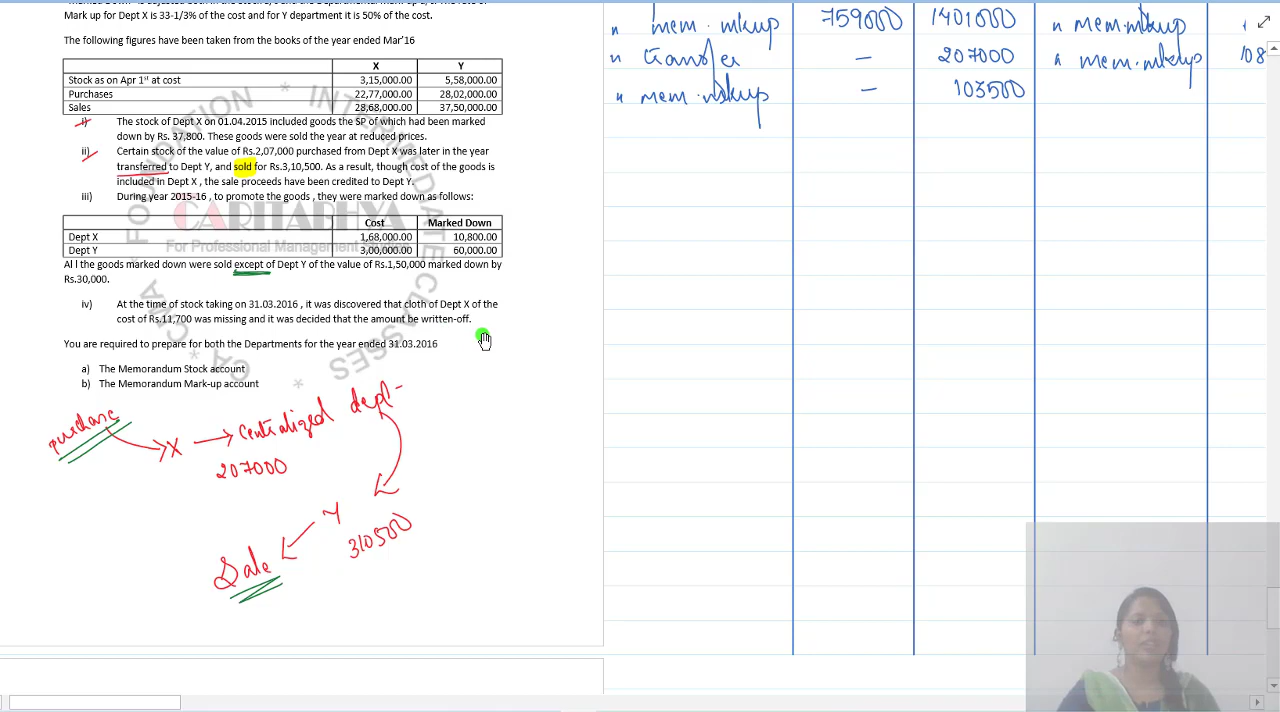 Mark up for Dept X is 33-1/3% of the cost and for Y department it is 50% of the cost.
The following figures have been taken from the books of the year ended Mar'16
X Y
Stock as on Apr 1st at cost 3,15,000.00 5,58,000.00
Purchases 22,77,000.00 28,02,000.00
Sales 28,68,000.00 37,50,000.00
i) The stock of Dept X on 01.04.2015 included goods the SP of which had been marked
down by Rs. 37,800. These goods were sold the year at reduced prices.
ii) Certain stock of the value of Rs.2,07,000 purchased from Dept X was later in the year
transferred to Dept Y, and sold for Rs.3,10,500. As a result, though cost of the goods is
included in Dept X , the sale proceeds have been credited to Dept Y.
iii) During year 2015-16 , to promote the goods , they were marked down as follows:
Cost Marked Down
Dept X 1,68,000.00 10,800.00
Dept Y 3,00,000.00 60,000.00
Al l the goods marked down were sold except of Dept Y of the value of Rs.1,50,000 marked down by
Rs.30,000.
iv) At the time of stock taking on 31.03.2016 , it was discovered that cloth of Dept X of the
cost of Rs.11,700 was missing and it was decided that the amount be written-off.
You are required to prepare for both the Departments for the year ended 31.03.2016
a) The Memorandum Stock account
b) The Memorandum Mark-up account
CARITABHYA
For Professional Management
CA * CMA * FOUNDATION * INTERMEDIATE CLASSES *
purchase
X → Centralized dept
207000
Y
310500
Sale
" mem. mkup 759000 1401000 " mem.mkup
" transfer – 207000 " mem.mkup 108
" mem.mkup – 103500